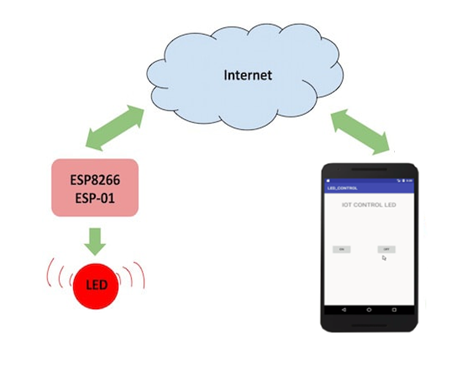 Internet
ESP8266
ESP-01
LED
LED_CONTROL
IOT CONTROL LED